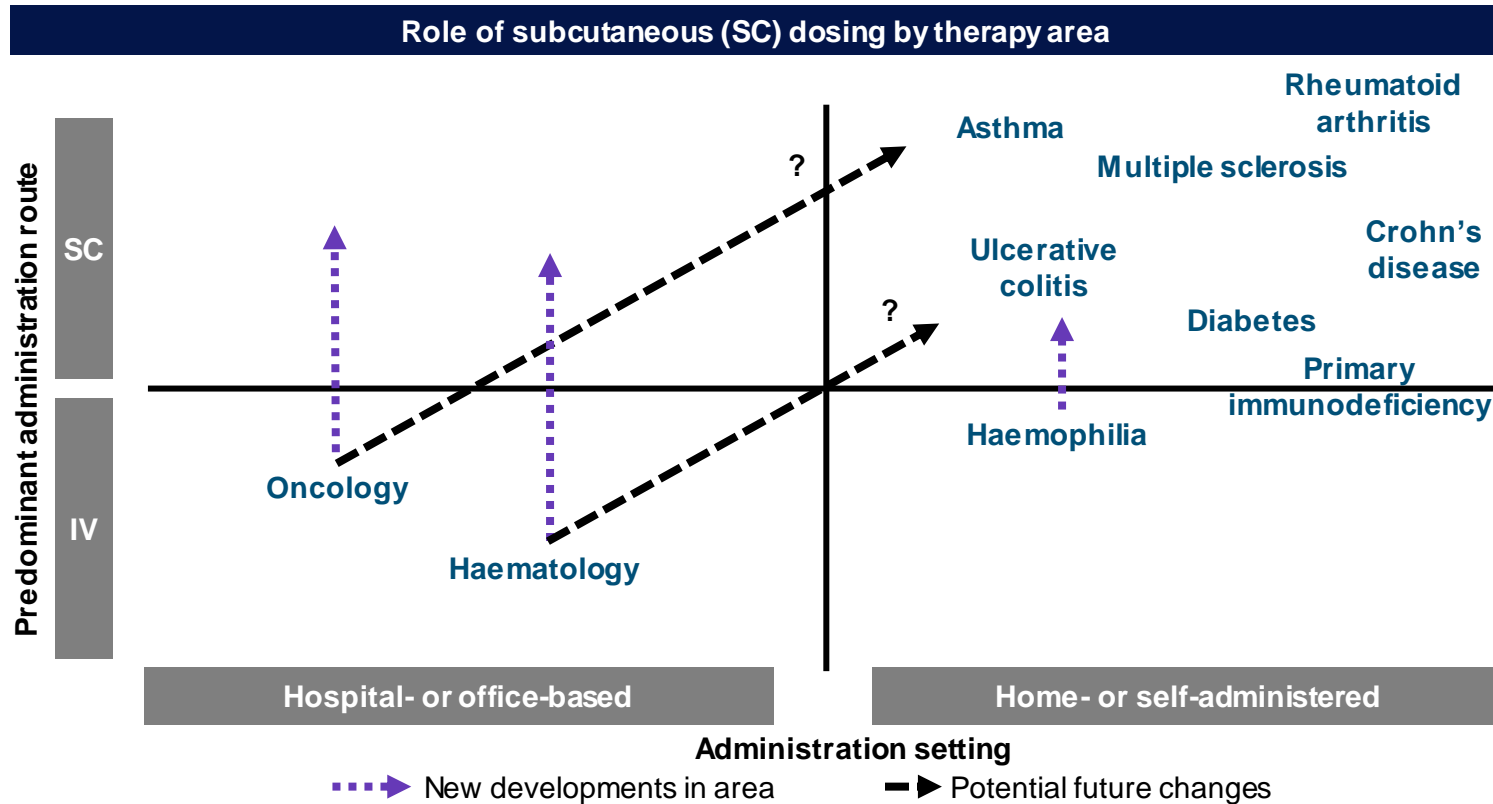 Role of subcutaneous (SC) dosing by therapy area
Predominant administration route
SC
IV
Rheumatoid
arthritis
Asthma
?
Multiple sclerosis
Ulcerative
colitis
Crohn's
disease
?
Diabetes
Primary
immunodeficiency
Haemophilia
Oncology
Haematology
Hospital- or office-based
Home- or self-administered
Administration setting
New developments in area
Potential future changes